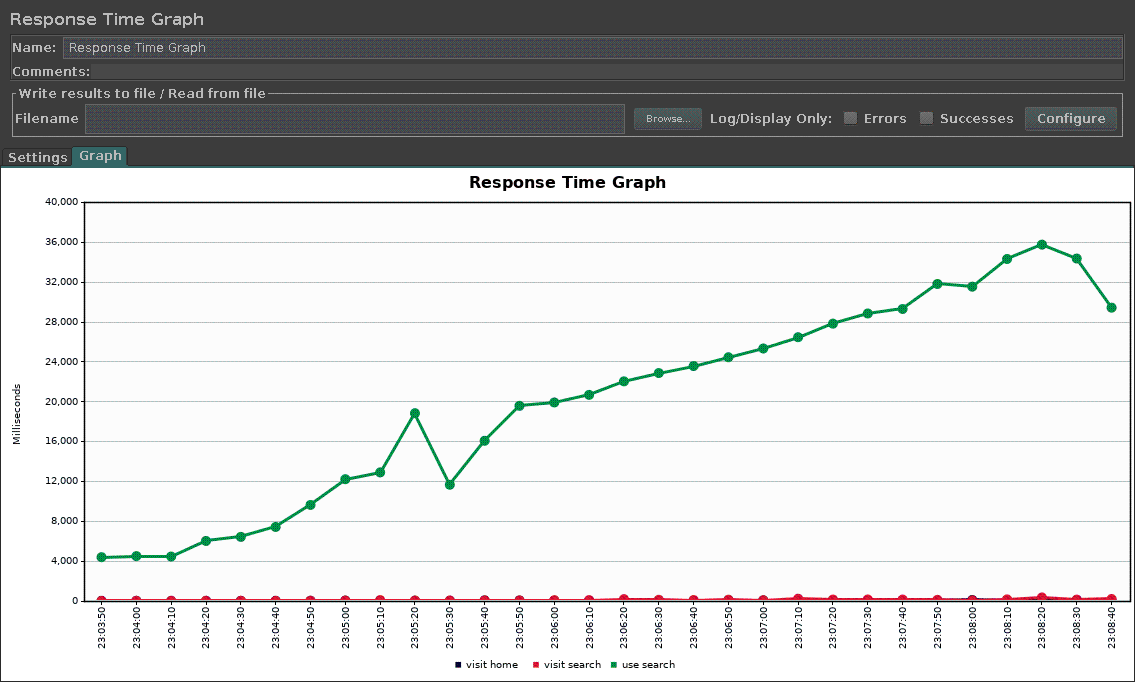 Response Time Graph
Name: Response Time Graph
Comments:
Write results to file / Read from file
Filename Browse... Log/Display Only: Errors Successes Configure
Settings Graph
Response Time Graph
40,000
36,000
32,000
28,000
24,000
20,000
16,000
12,000
8,000
4,000
0
Milliseconds
23:03:50 23:04:00 23:04:10 23:04:20 23:04:30 23:04:40 23:04:50 23:05:00 23:05:10 23:05:20 23:05:30 23:05:40 23:05:50 23:06:00 23:06:10 23:06:20 23:06:30 23:06:40 23:06:50 23:07:00 23:07:10 23:07:20 23:07:30 23:07:40 23:07:50 23:08:00 23:08:10 23:08:20 23:08:30 23:08:40
visit home visit search use search